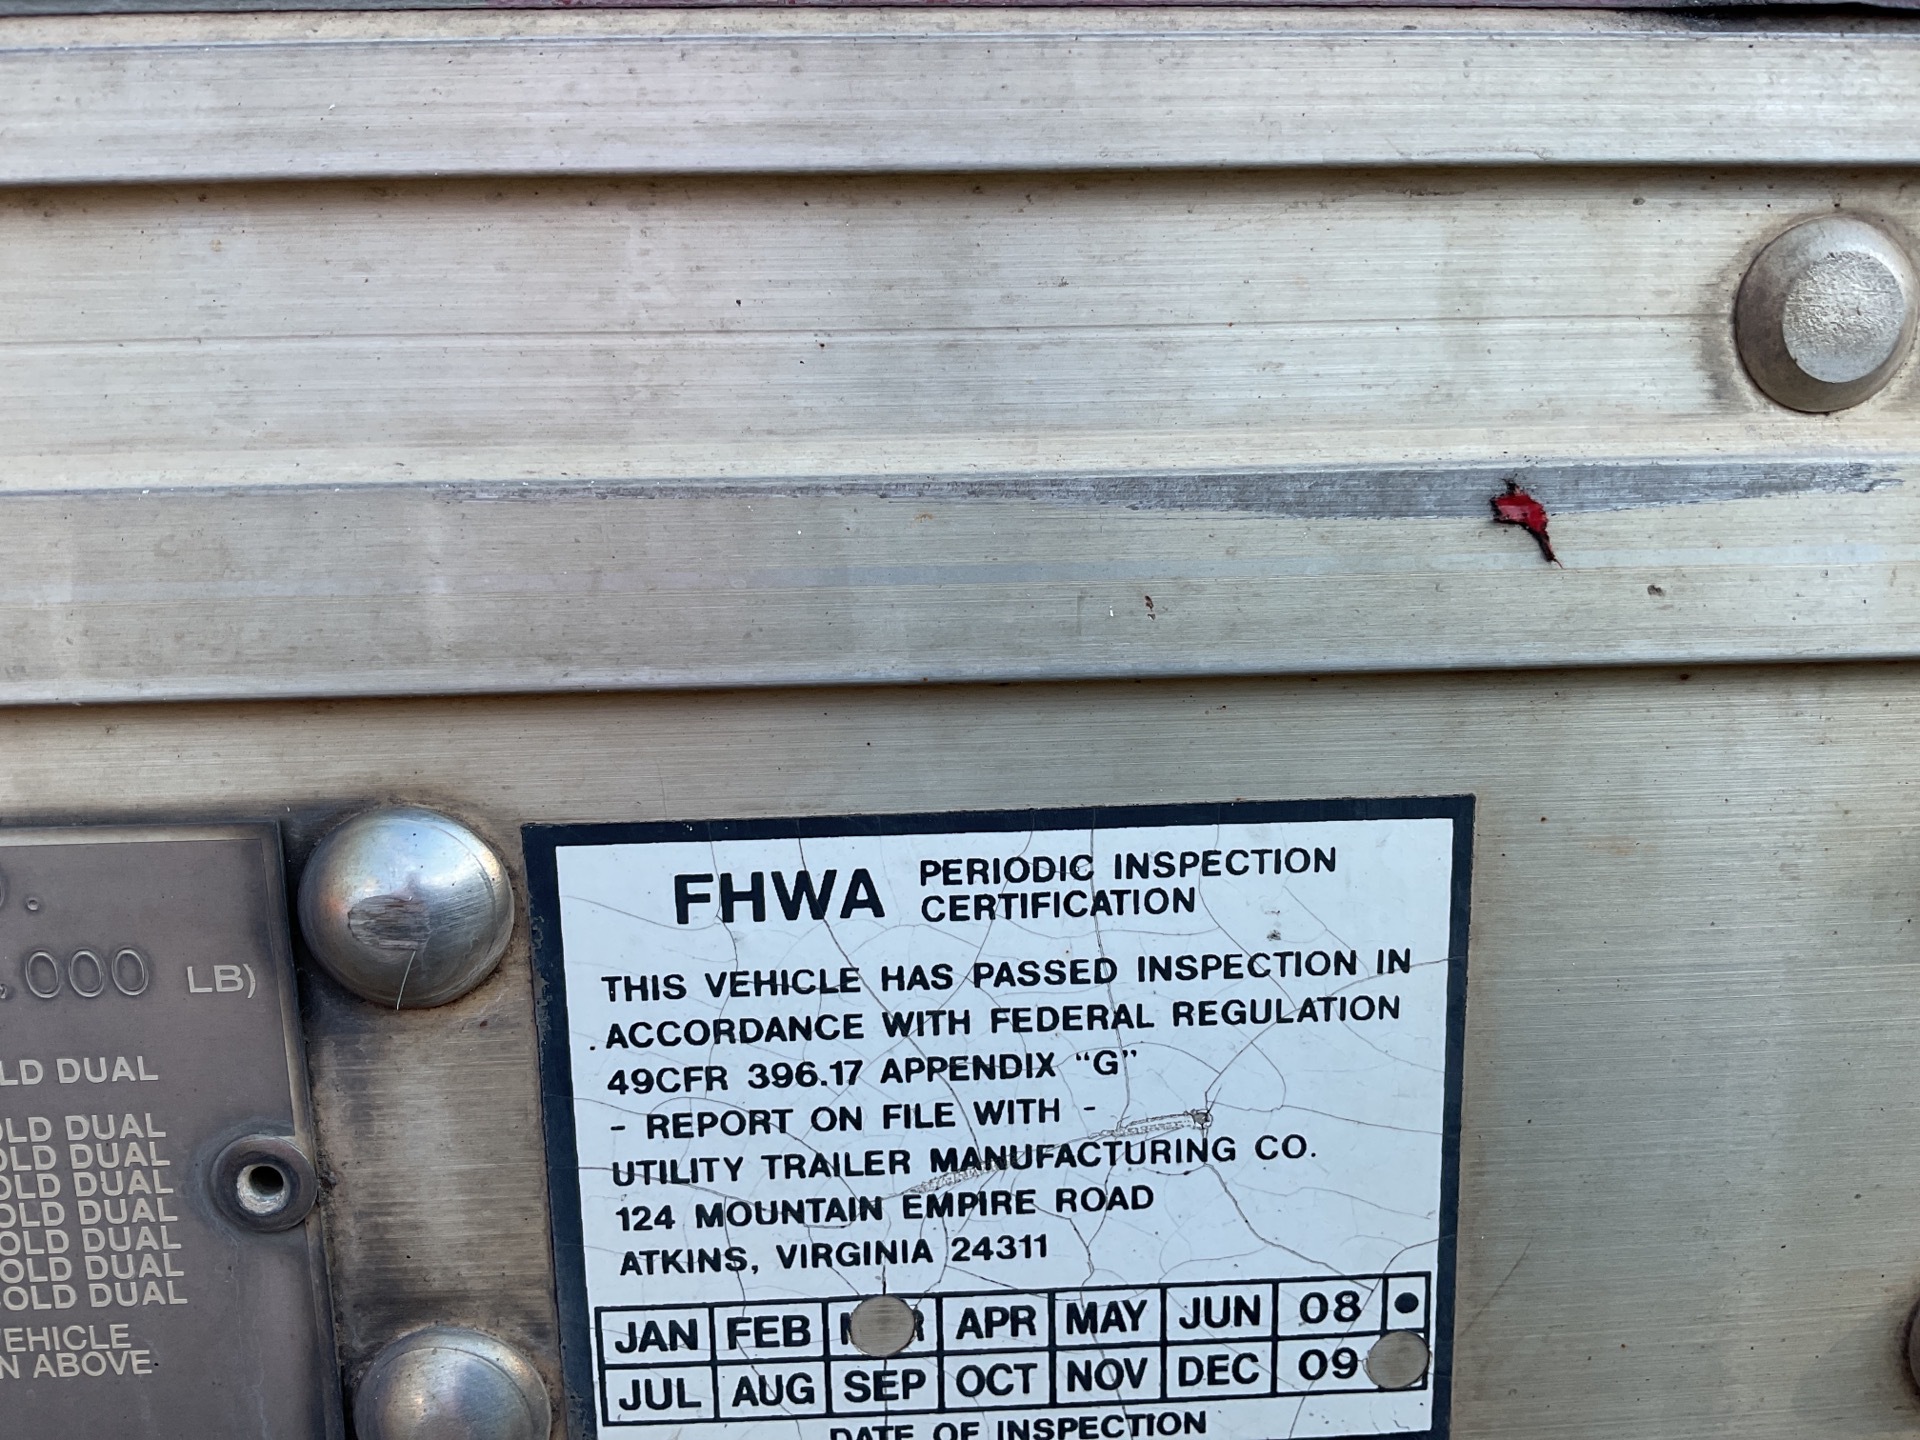 FHWA PERIODIC INSPECTION
CERTIFICATION
THIS VEHICLE HAS PASSED INSPECTION IN
ACCORDANCE WITH FEDERAL REGULATION
49CFR 396.17 APPENDIX “G”
- REPORT ON FILE WITH -
UTILITY TRAILER MANUFACTURING CO.
124 MOUNTAIN EMPIRE ROAD
ATKINS, VIRGINIA 24311
JAN FEB APR MAY JUN 08
JUL AUG SEP OCT NOV DEC 09
DATE OF INSPECTION
000 LB)
DUAL
DUAL
OLD DUAL
OLD DUAL
OLD DUAL
OLD DUAL
OLD DUAL
OLD DUAL
VEHICLE
ABOVE